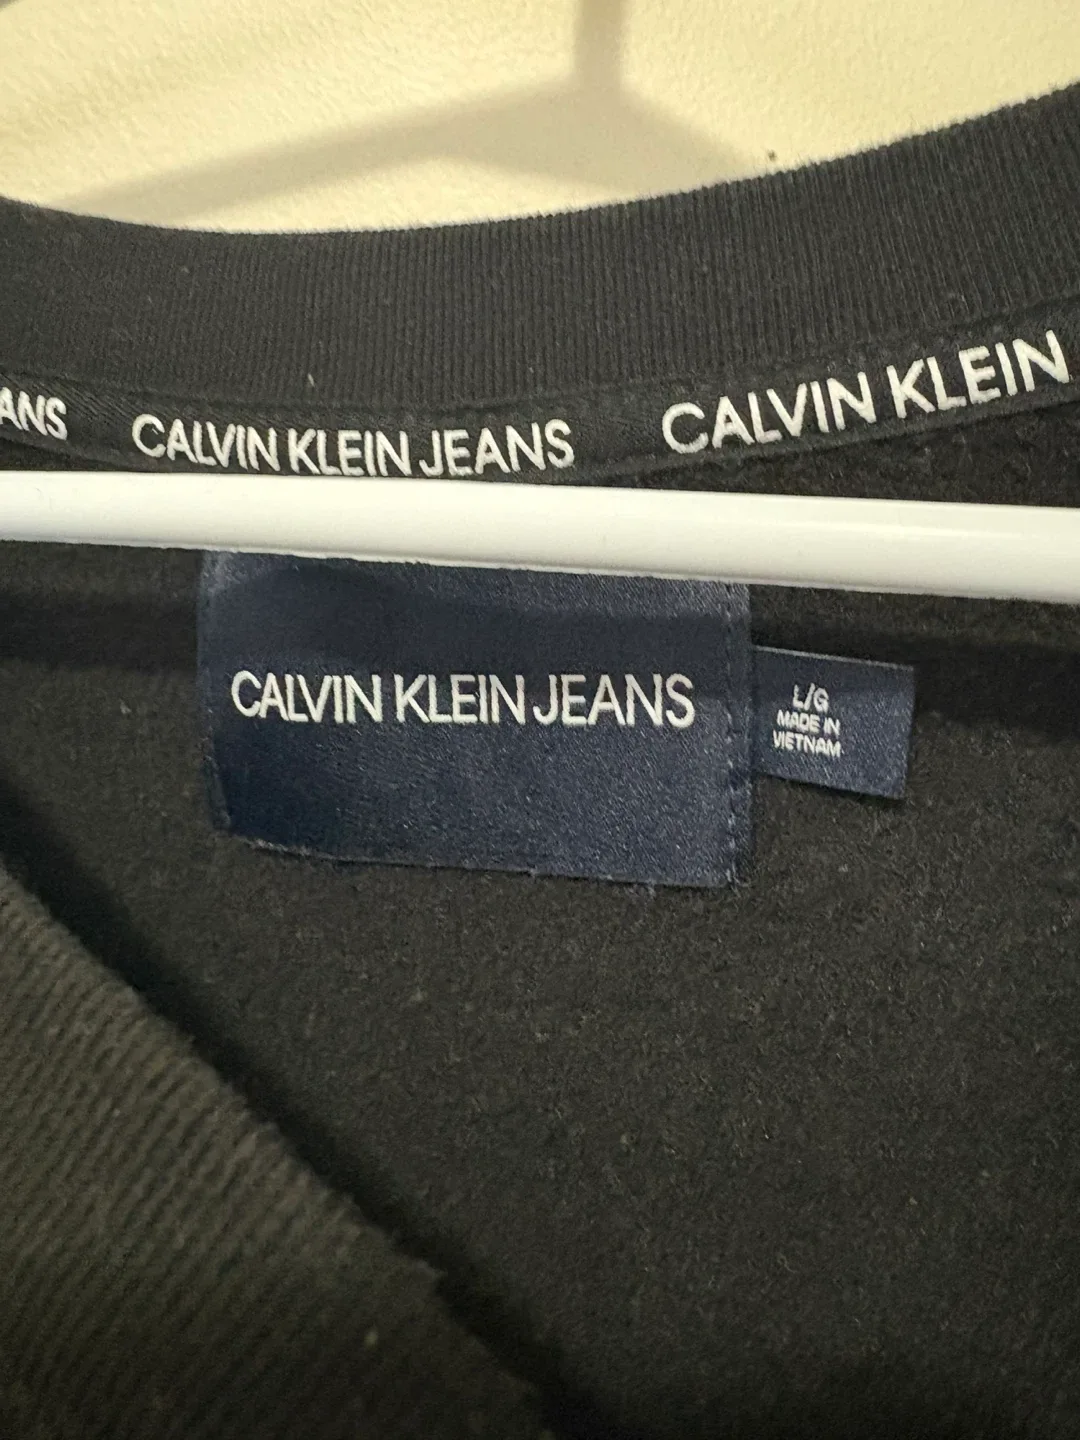 ANS CALVIN KLEIN JEANS CALVIN KLEIN
CALVIN KLEIN JEANS
L/G
MADE IN
VIETNAM